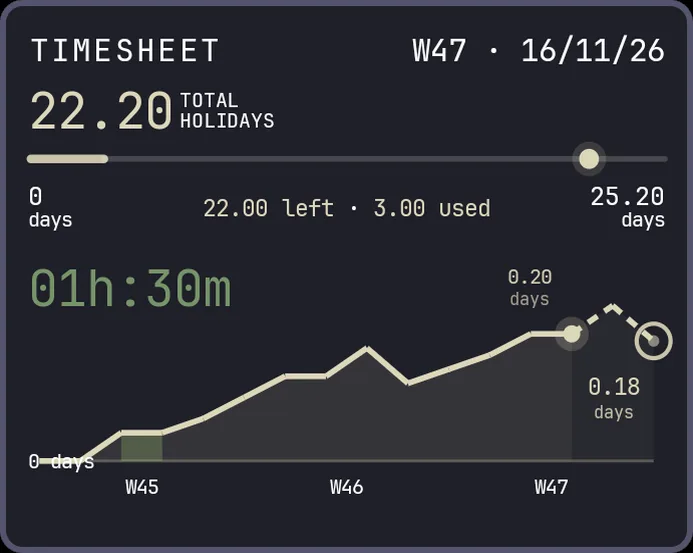 TIMESHEET
W47 · 16/11/26
22.20 TOTAL
HOLIDAYS
0
days
22.00 left · 3.00 used
25.20
days
01h:30m
0.20
days
0.18
days
0 days
W45
W46
W47